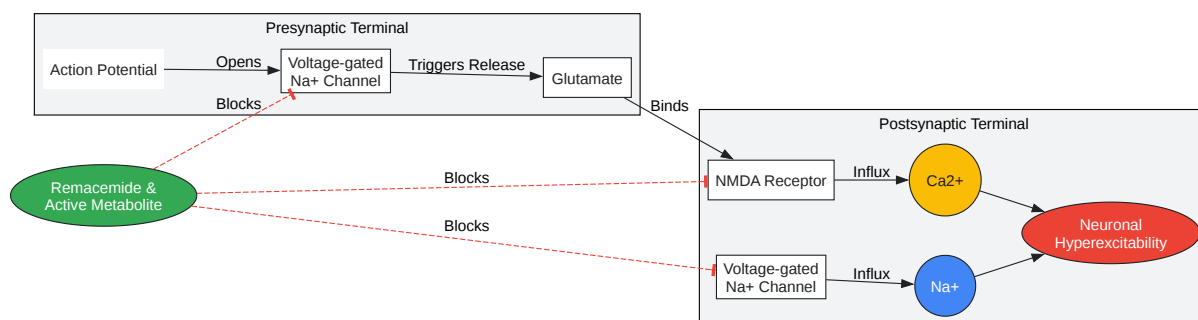 Presynaptic Terminal
Action Potential
Opens
Voltage-gated
Na+ Channel
Triggers Release
Glutamate
Blocks
Binds
Postsynaptic Terminal
Remacemide &
Active Metabolite
Blocks
NMDA Receptor
Influx
Ca2+
Blocks
Neuronal
Hyperexcitability
Voltage-gated
Na+ Channel
Influx
Na+